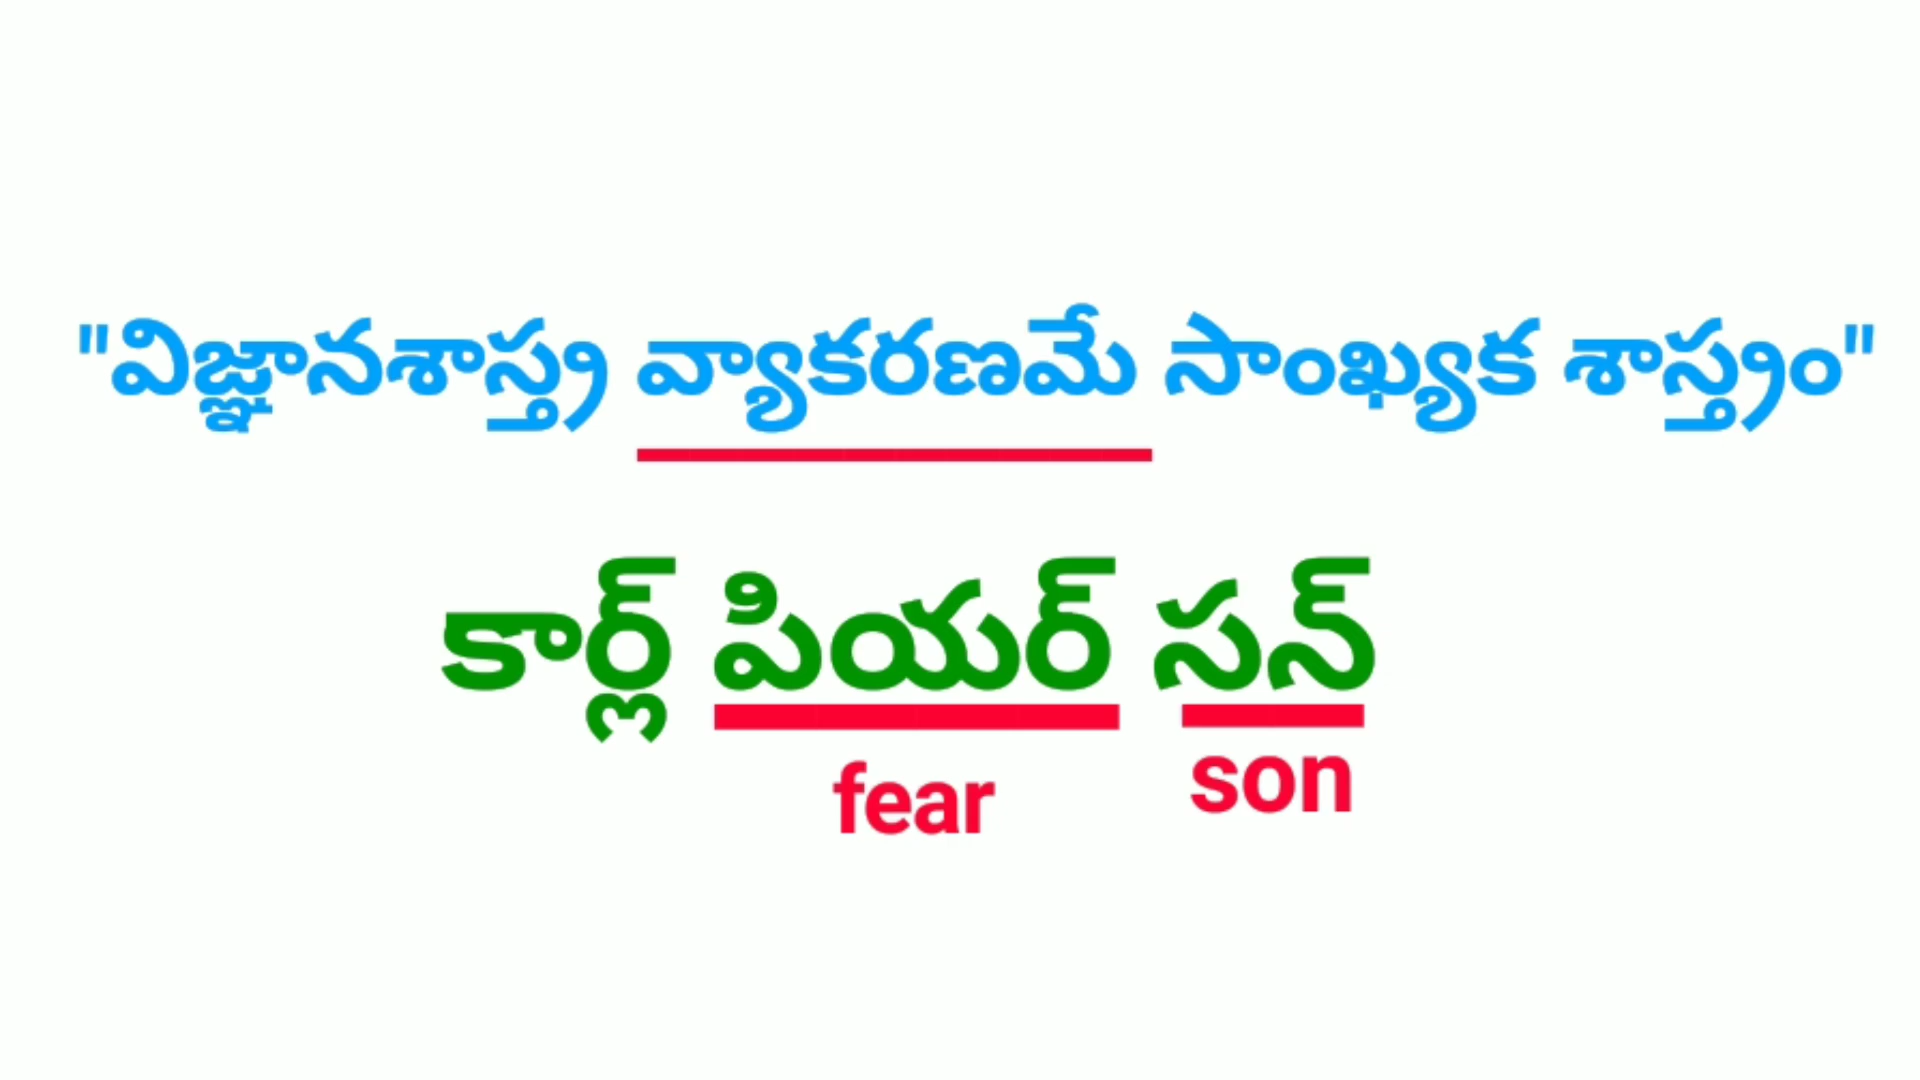 "విజ్ఞానశాస్త్ర వ్యాకరణమే సాంఖ్యక శాస్త్రం"
కార్ల్ పియర్ సన్
fear son